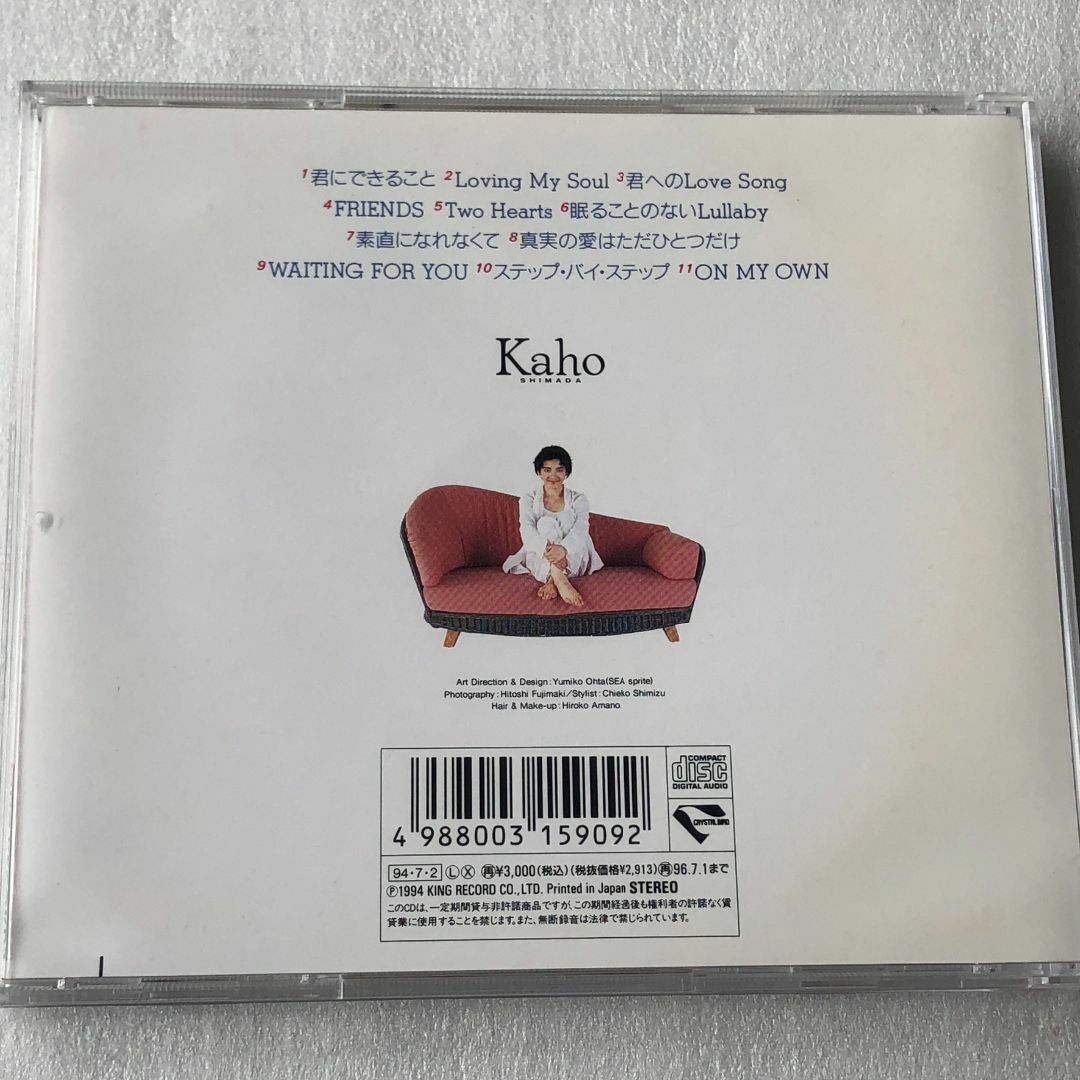 1君にできること 2Loving My Soul 3君へのLove Song
4FRIENDS 5Two Hearts 6眠ることのないLullaby
7素直になれなくて 8真実の愛はただひとつだけ
9WAITING FOR YOU 10ステップ・バイ・ステップ 11ON MY OWN
Kaho
SHIMADA
Art Direction & Design:Yumiko Ohta(SEA sprite)
Photography:Hitoshi Fujimaki/Stylist:Chieko Shimizu
Hair & Make-up:Hiroko Amano
COMPACT
disc
DIGITAL AUDIO
CRYSTAL BIRD
4 988003 159092
94・7・2 Ⓛ Ⓧ 再¥3,000(税込)(税抜価格¥2,913)再96.7.1まで
Ⓟ1994 KING RECORD CO., LTD. Printed in Japan STEREO
このCDは、一定期間貸与非許諾商品ですが、この期間経過後も権利者の許諾なく賃
貸業に使用することを禁じます。また、無断録音は法律で禁じられています。